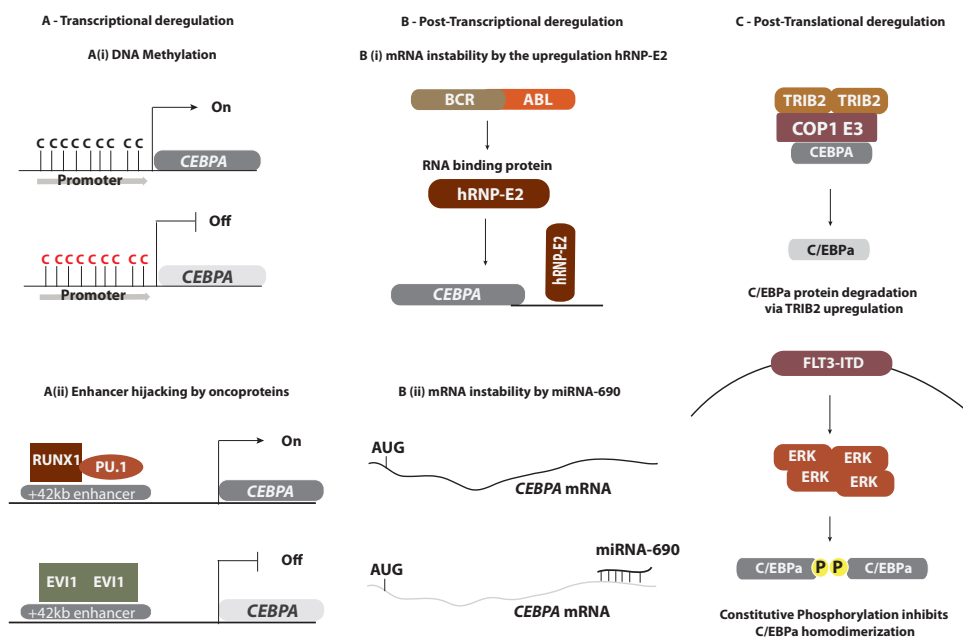 A - Transcriptional deregulation
A(i) DNA Methylation
On
C C C C C C C C C C
CEBPA
Promoter
Off
C C C C C C C C C C
CEBPA
Promoter
A(ii) Enhancer hijacking by oncoproteins
On
RUNX1
PU.1
+42kb enhancer
CEBPA
Off
EVI1 EVI1
+42kb enhancer
CEBPA
B - Post-Transcriptional deregulation
B (i) mRNA instability by the upregulation hRNP-E2
BCR ABL
RNA binding protein
hRNP-E2
hRNP-E2
CEBPA
B (ii) mRNA instability by miRNA-690
AUG
CEBPA mRNA
miRNA-690
AUG
CEBPA mRNA
C - Post-Translational deregulation
TRIB2 TRIB2
COP1 E3
CEBPA
C/EBPa
C/EBPa protein degradation
via TRIB2 upregulation
FLT3-ITD
ERK ERK
ERK ERK
C/EBPa P P C/EBPa
Constitutive Phosphorylation inhibits
C/EBPa homodimerization